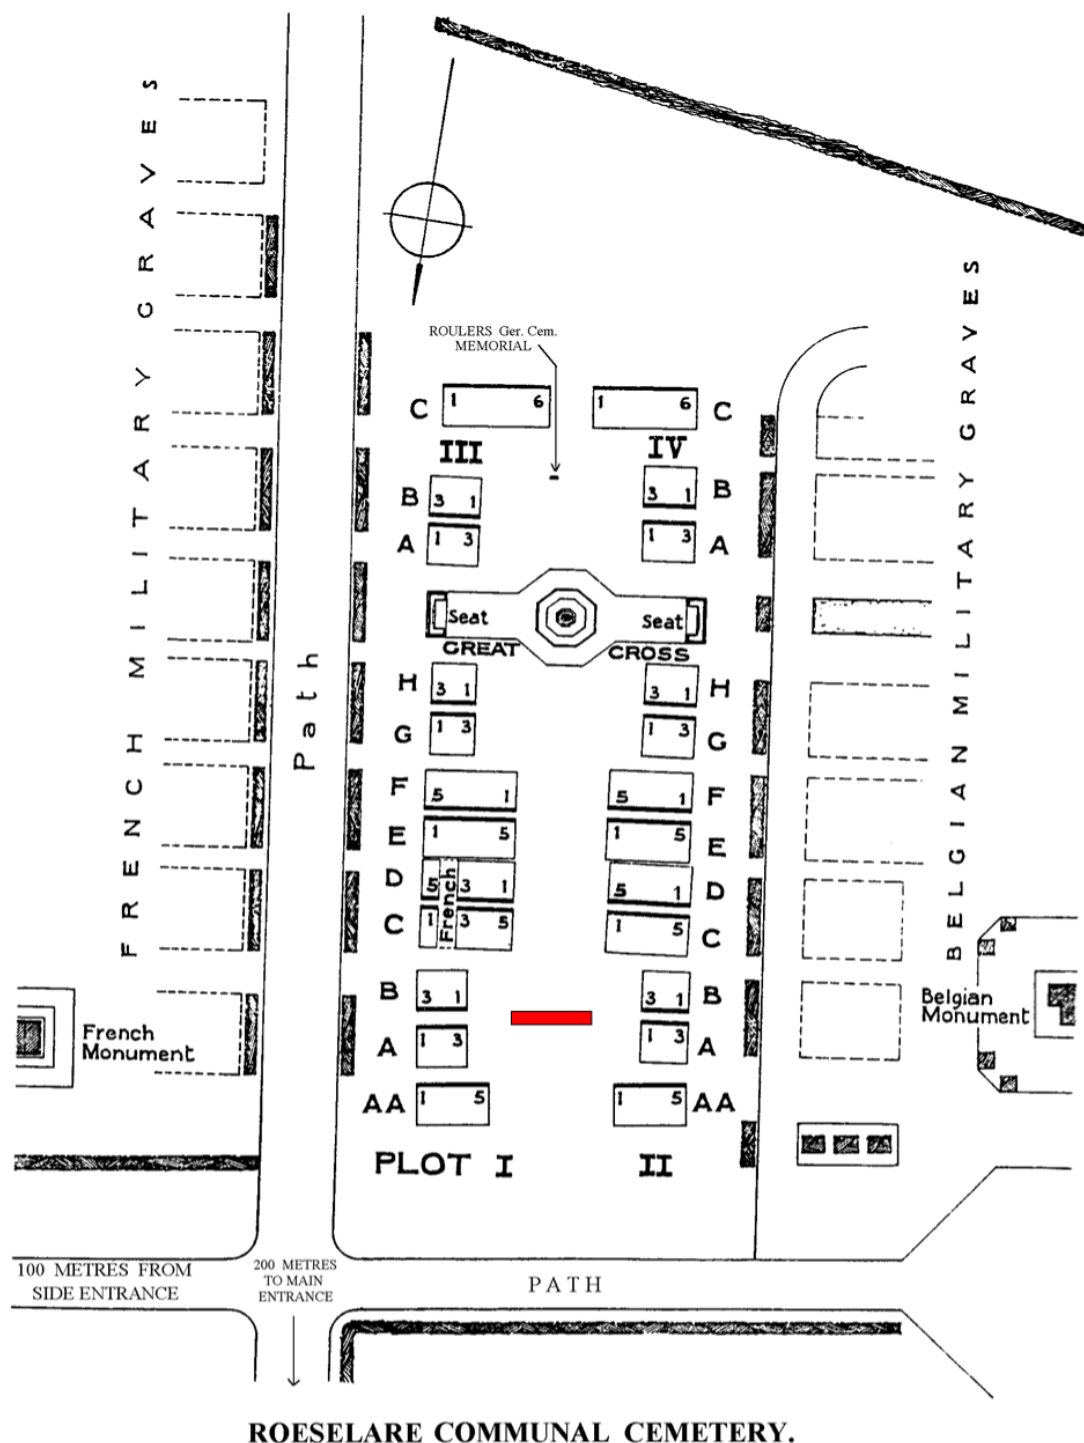 FRENCH MILITARY GRAVES
Path
ROULERS Ger. Cem.
MEMORIAL
C 1 6 1 6 C
III IV
B 3 1 3 1 B
A 1 3 1 3 A
Seat Seat
GREAT CROSS
H 3 1 3 1 H
G 1 3 1 3 G
F 5 1 5 1 F
E 1 5 1 5 E
D 5 3 1 5 1 D
French
C 1 3 5 1 5 C
B 3 1 3 1 B
A 1 3 1 3 A
AA 1 5 1 5 AA
PLOT I II
BELGIAN MILITARY GRAVES
French
Monument
Belgian
Monument
100 METRES FROM
SIDE ENTRANCE
200 METRES
TO MAIN
ENTRANCE
PATH
ROESELARE COMMUNAL CEMETERY.